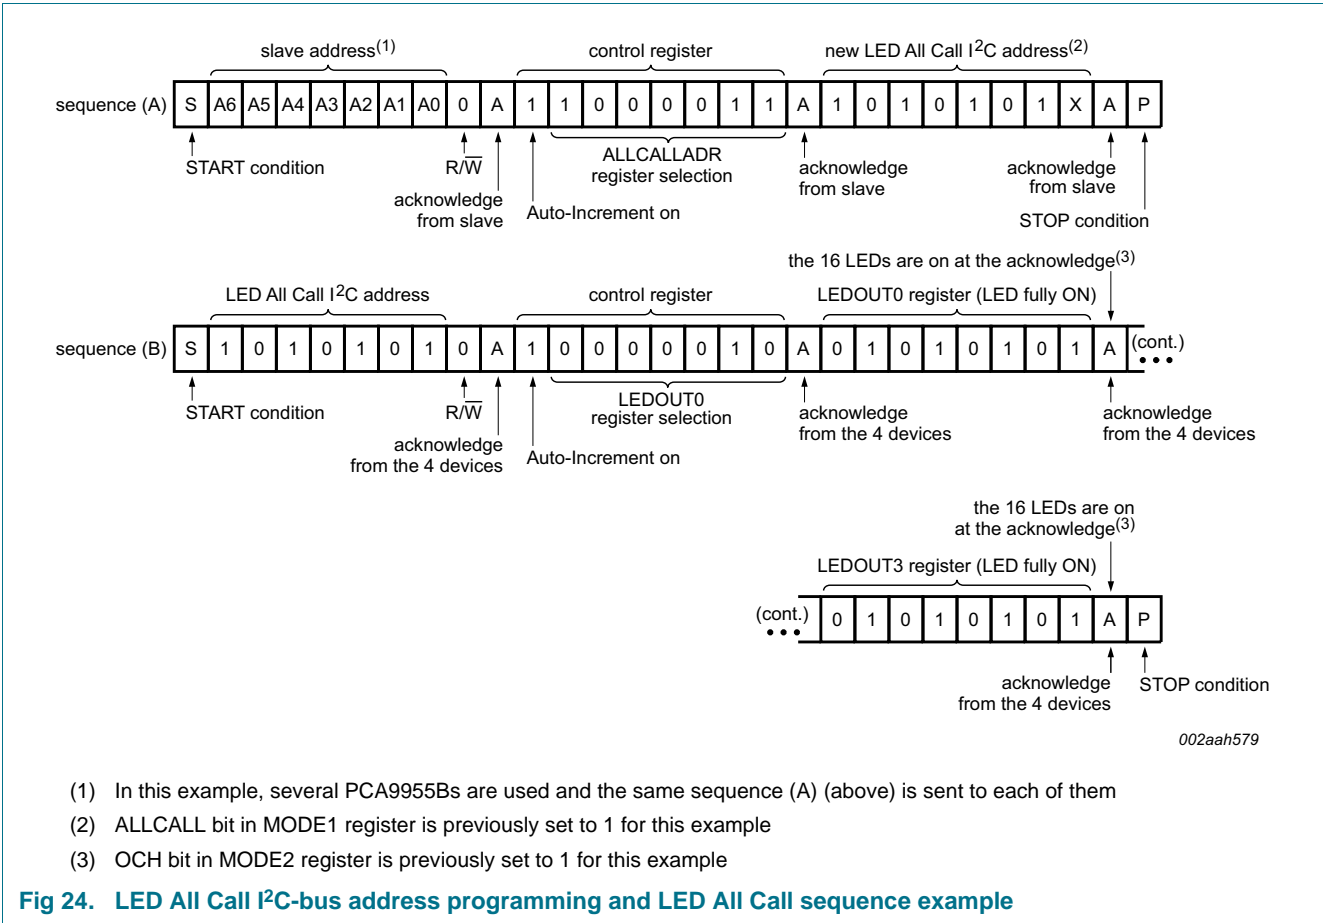 slave address(1) control register new LED All Call I2C address(2)
sequence (A) S A6 A5 A4 A3 A2 A1 A0 0 A 1 1 0 0 0 0 1 1 A 1 0 1 0 1 0 1 X A P
START condition R/W̅ ALLCALLADR
register selection
acknowledge
from slave
Auto-Increment on
acknowledge
from slave
acknowledge
from slave
STOP condition
the 16 LEDs are on at the acknowledge(3)
LED All Call I2C address control register LEDOUT0 register (LED fully ON)
sequence (B) S 1 0 1 0 1 0 1 0 A 1 0 0 0 0 0 1 0 A 0 1 0 1 0 1 0 1 A (cont.)
START condition R/W̅ LEDOUT0
register selection
acknowledge
from the 4 devices
Auto-Increment on
acknowledge
from the 4 devices
acknowledge
from the 4 devices
the 16 LEDs are on
at the acknowledge(3)
LEDOUT3 register (LED fully ON)
(cont.) 0 1 0 1 0 1 0 1 A P
acknowledge
from the 4 devices
STOP condition
002aah579
(1) In this example, several PCA9955Bs are used and the same sequence (A) (above) is sent to each of them
(2) ALLCALL bit in MODE1 register is previously set to 1 for this example
(3) OCH bit in MODE2 register is previously set to 1 for this example
Fig 24. LED All Call I2C-bus address programming and LED All Call sequence example